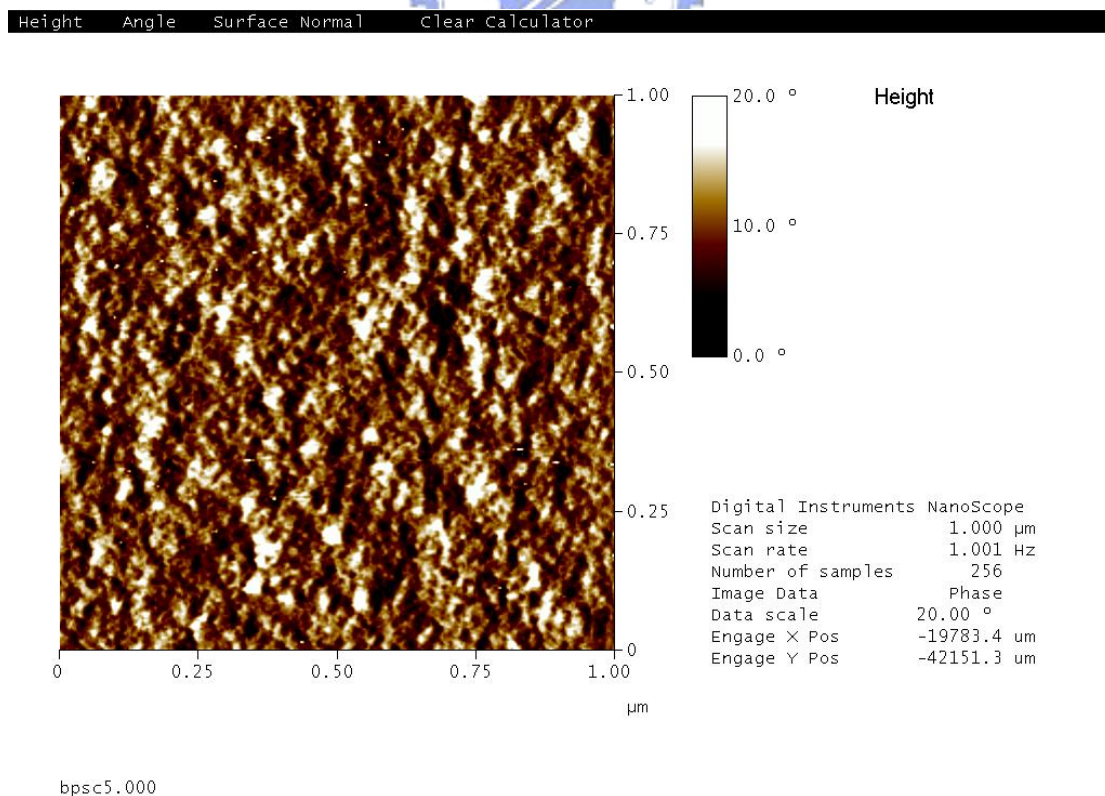 Height Angle Surface Normal Clear Calculator
1.00
0.75
0.50
0.25
0
0 0.25 0.50 0.75 1.00
µm
20.0 °
10.0 °
0.0 °
Height
Digital Instruments NanoScope
Scan size 1.000 µm
Scan rate 1.001 Hz
Number of samples 256
Image Data Phase
Data scale 20.00 °
Engage X Pos -19783.4 um
Engage Y Pos -42151.3 um
bpsc5.000